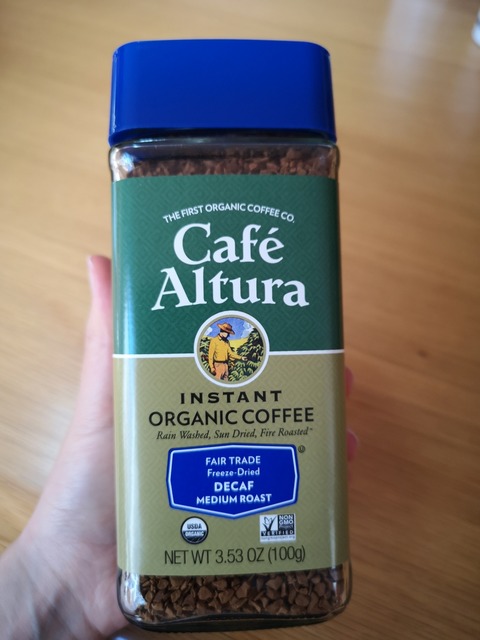 THE FIRST ORGANIC COFFEE CO.
Café
Altura
INSTANT
ORGANIC COFFEE
Rain Washed, Sun Dried, Fire Roasted™
FAIR TRADE
Freeze-Dried
DECAF
MEDIUM ROAST
USDA
ORGANIC
NON
GMO
Project
VERIFIED
NET WT 3.53 OZ (100g)